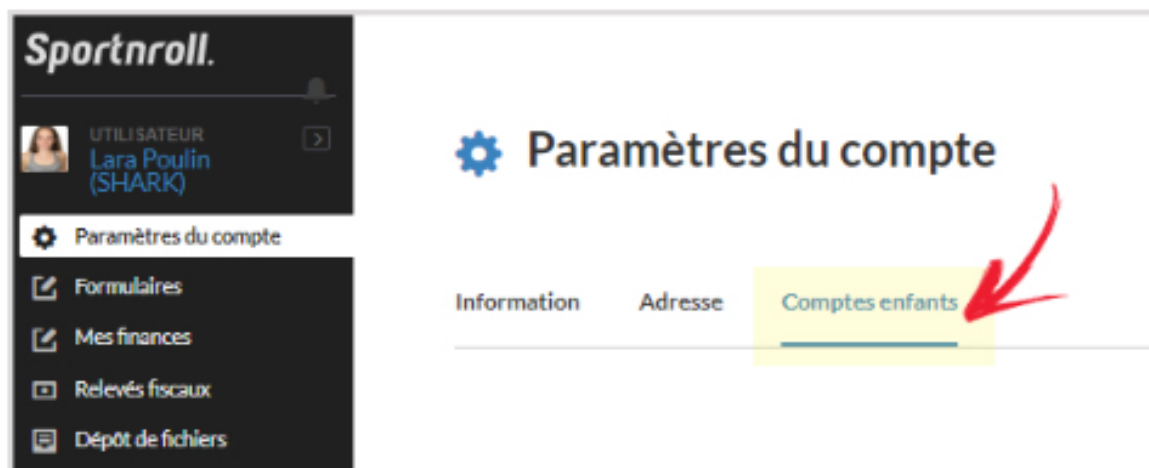 Sportnroll.
UTILISATEUR
Lara Poulin
(SHARK)
Paramètres du compte
Formulaires
Mes finances
Relevés fiscaux
Dépôt de fichiers
Paramètres du compte
Information Adresse Comptes enfants